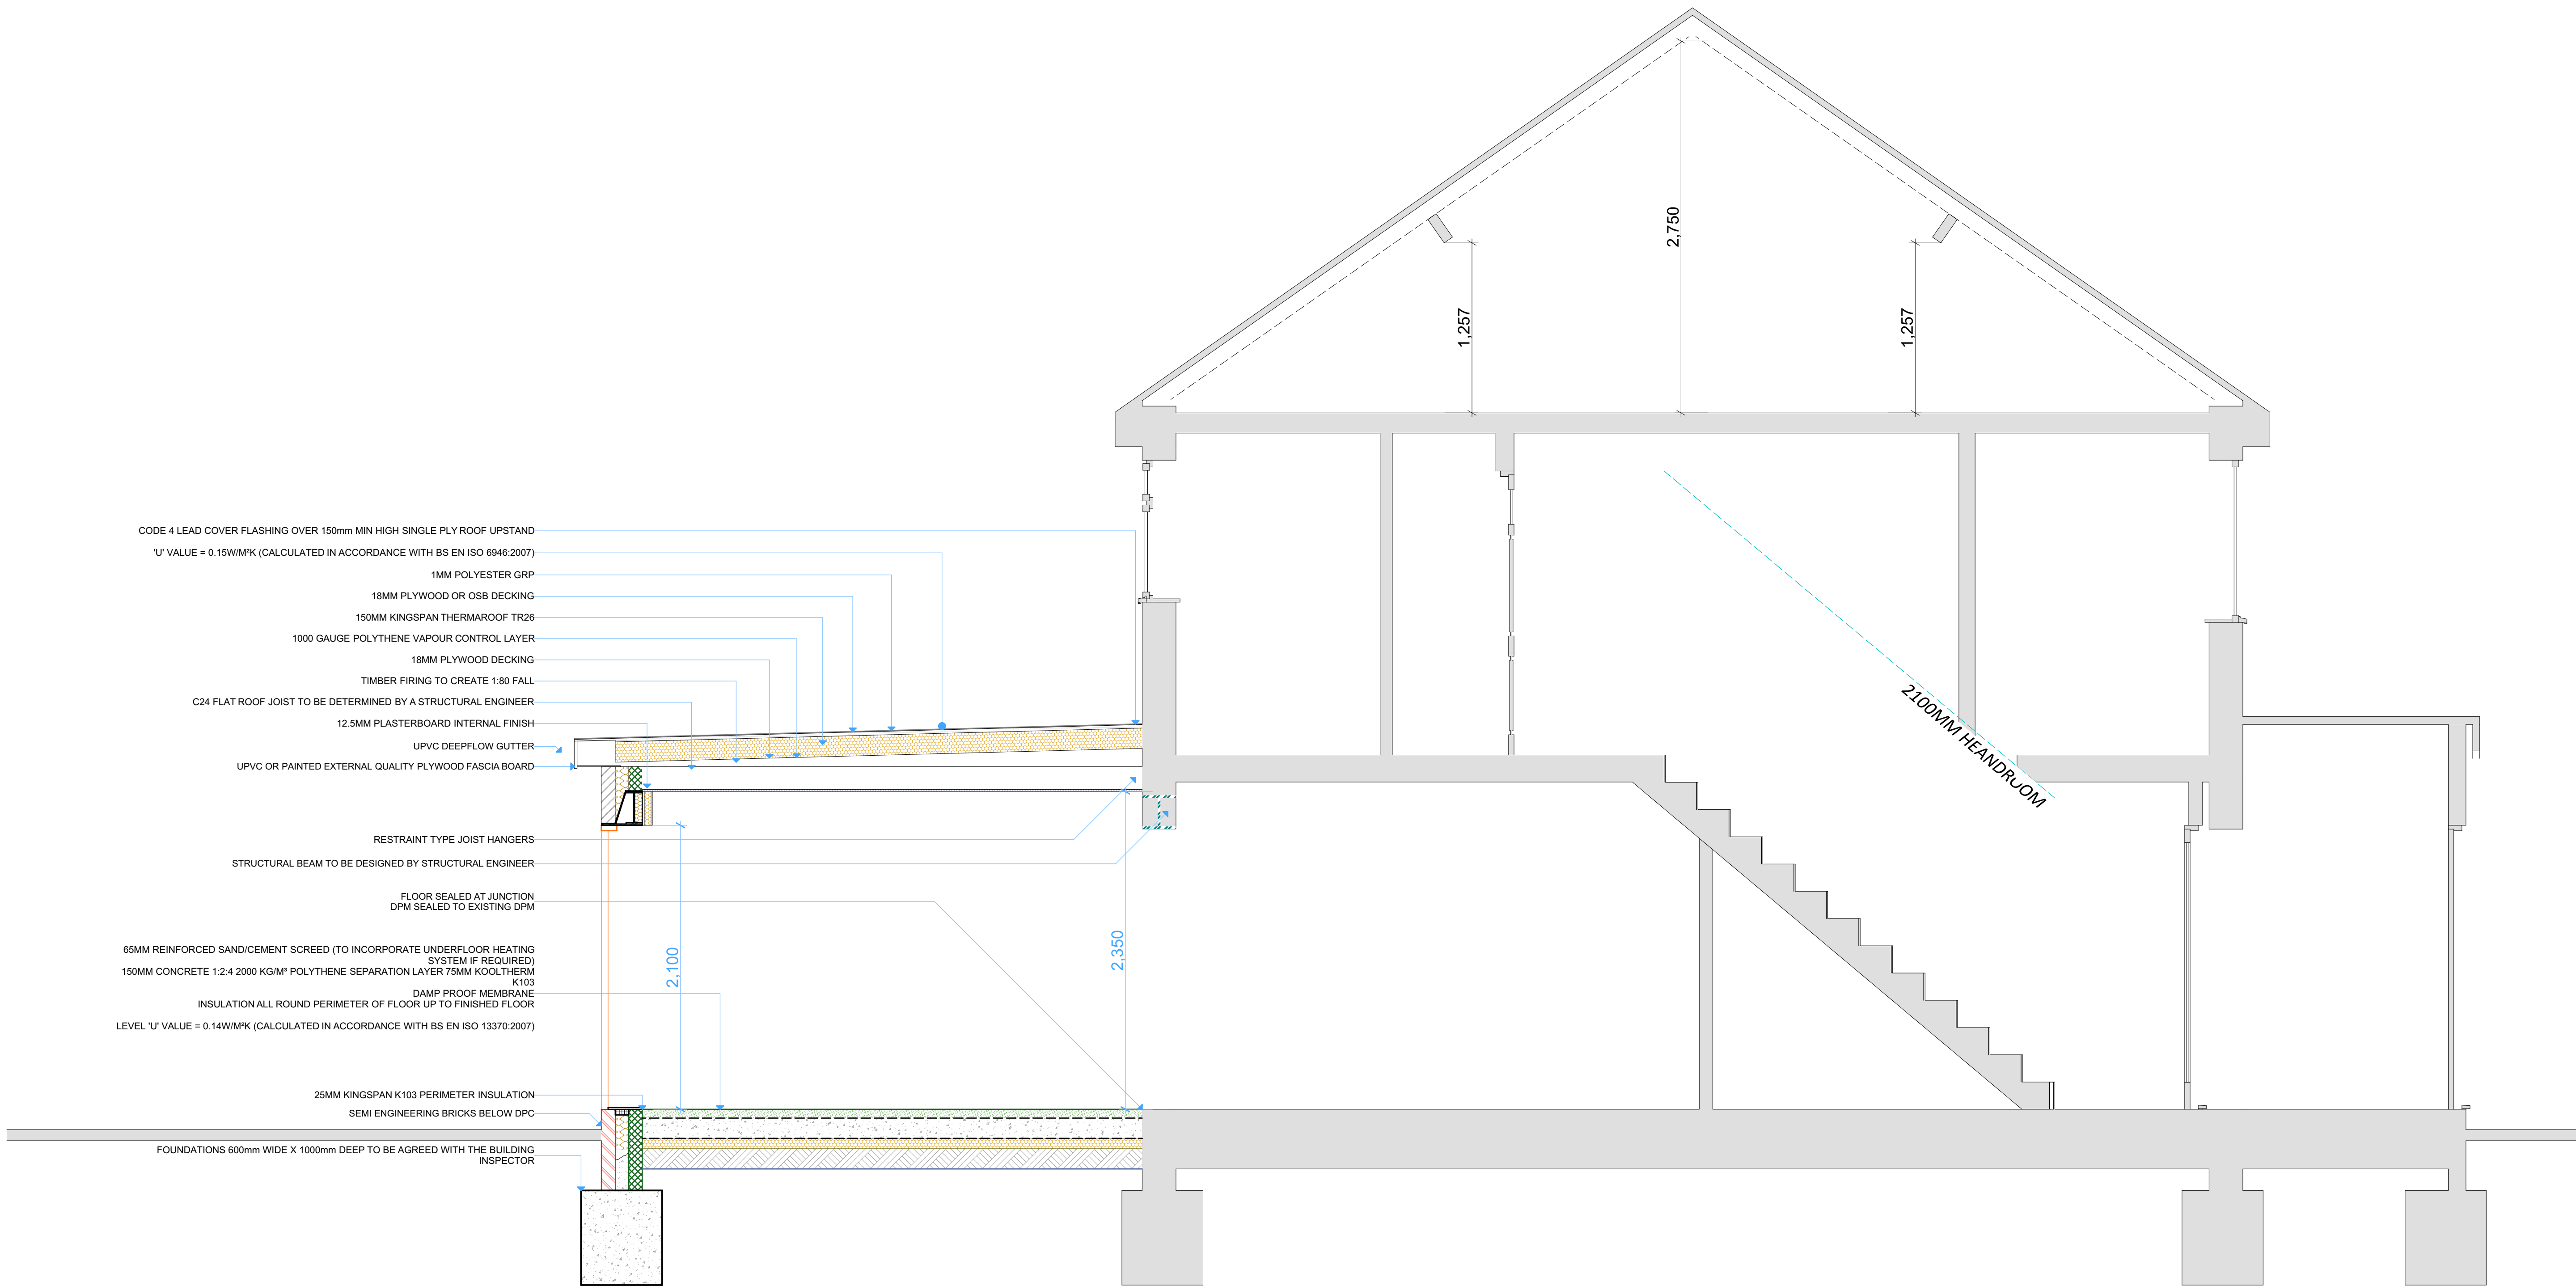 2,750
1,257
1,257
CODE 4 LEAD COVER FLASHING OVER 150mm MIN HIGH SINGLE PLY ROOF UPSTAND
'U' VALUE = 0.15W/M²K (CALCULATED IN ACCORDANCE WITH BS EN ISO 6946:2007)
1MM POLYESTER GRP
18MM PLYWOOD OR OSB DECKING
150MM KINGSPAN THERMAROOF TR26
1000 GAUGE POLYTHENE VAPOUR CONTROL LAYER
18MM PLYWOOD DECKING
TIMBER FIRING TO CREATE 1:80 FALL
C24 FLAT ROOF JOIST TO BE DETERMINED BY A STRUCTURAL ENGINEER
12.5MM PLASTERBOARD INTERNAL FINISH
UPVC DEEPFLOW GUTTER
UPVC OR PAINTED EXTERNAL QUALITY PLYWOOD FASCIA BOARD
2100MM HEANDROOM
RESTRAINT TYPE JOIST HANGERS
STRUCTURAL BEAM TO BE DESIGNED BY STRUCTURAL ENGINEER
FLOOR SEALED AT JUNCTION
DPM SEALED TO EXISTING DPM
2,100
2,350
65MM REINFORCED SAND/CEMENT SCREED (TO INCORPORATE UNDERFLOOR HEATING
SYSTEM IF REQUIRED)
150MM CONCRETE 1:2:4 2000 KG/M³ POLYTHENE SEPARATION LAYER 75MM KOOLTHERM
K103
DAMP PROOF MEMBRANE
INSULATION ALL ROUND PERIMETER OF FLOOR UP TO FINISHED FLOOR
LEVEL 'U' VALUE = 0.14W/M²K (CALCULATED IN ACCORDANCE WITH BS EN ISO 13370:2007)
25MM KINGSPAN K103 PERIMETER INSULATION
SEMI ENGINEERING BRICKS BELOW DPC
FOUNDATIONS 600mm WIDE X 1000mm DEEP TO BE AGREED WITH THE BUILDING
INSPECTOR